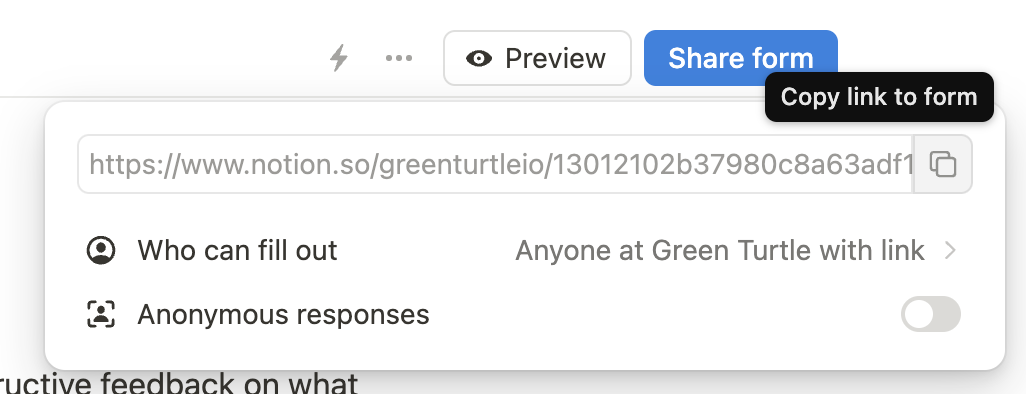 Preview
Share form
Copy link to form
https://www.notion.so/greenturtleio/13012102b37980c8a63adf1
Who can fill out
Anyone at Green Turtle with link
Anonymous responses
ructive feedback on what